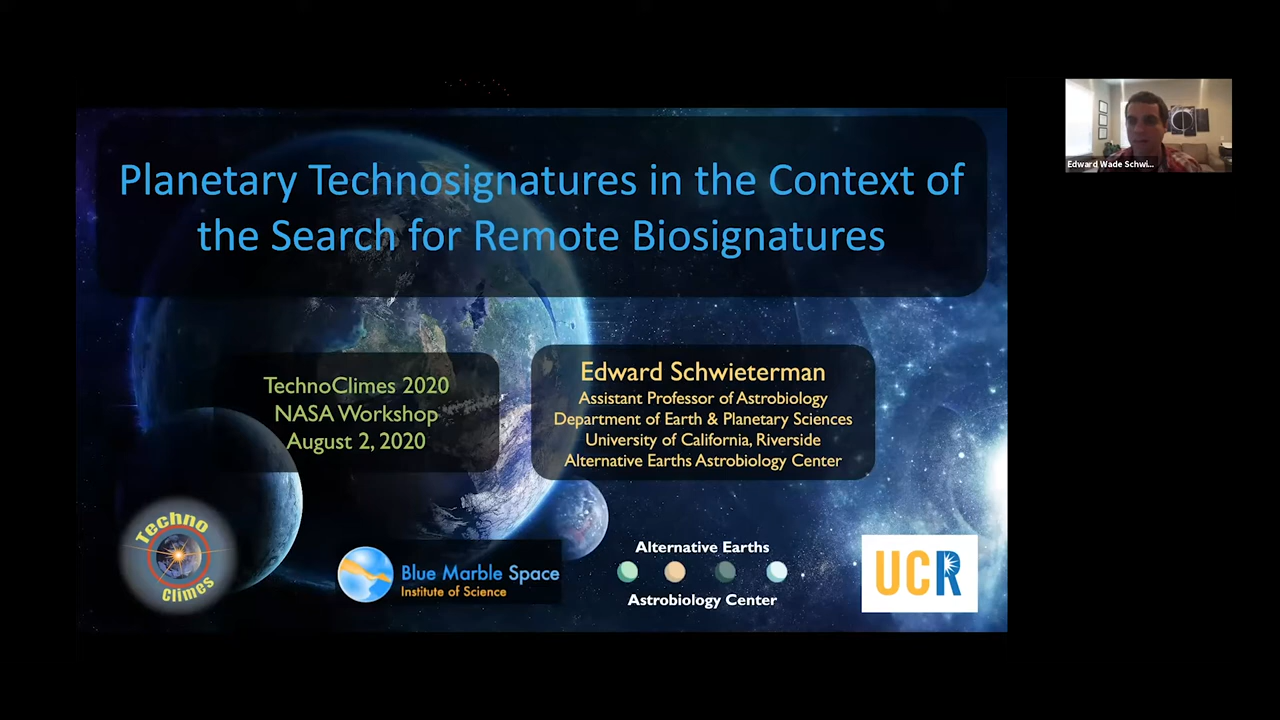 Planetary Technosignatures in the Context of
the Search for Remote Biosignatures
TechnoClimes 2020
NASA Workshop
August 2, 2020
Edward Schwieterman
Assistant Professor of Astrobiology
Department of Earth & Planetary Sciences
University of California, Riverside
Alternative Earths Astrobiology Center
Techno
Climes
Blue Marble Space
Institute of Science
Alternative Earths
Astrobiology Center
UCR
Edward Wade Schwi...